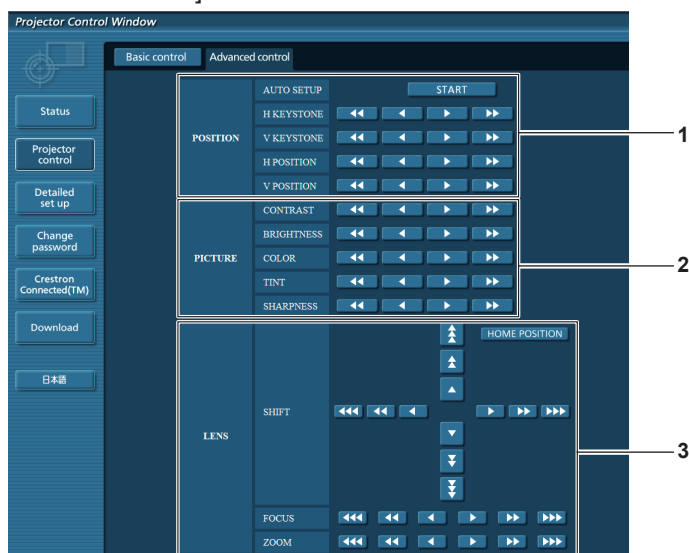 ]
Projector Control Window
Basic control Advanced control
AUTO SETUP START
H KEYSTONE
V KEYSTONE
POSITION
H POSITION
V POSITION
1
CONTRAST
BRIGHTNESS
PICTURE
COLOR
TINT
SHARPNESS
2
HOME POSITION
LENS
SHIFT
FOCUS
ZOOM
3
Status
Projector
control
Detailed
set up
Change
password
Crestron
Connected(TM)
Download
日本語